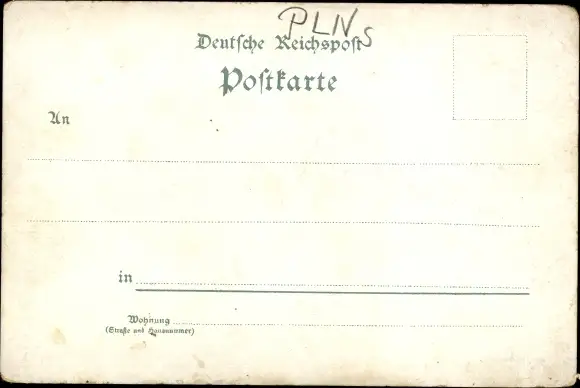 PLNs
Deutsche Reichspost
Postkarte
An
in
Wohnung
(Straße und Hausnummer)